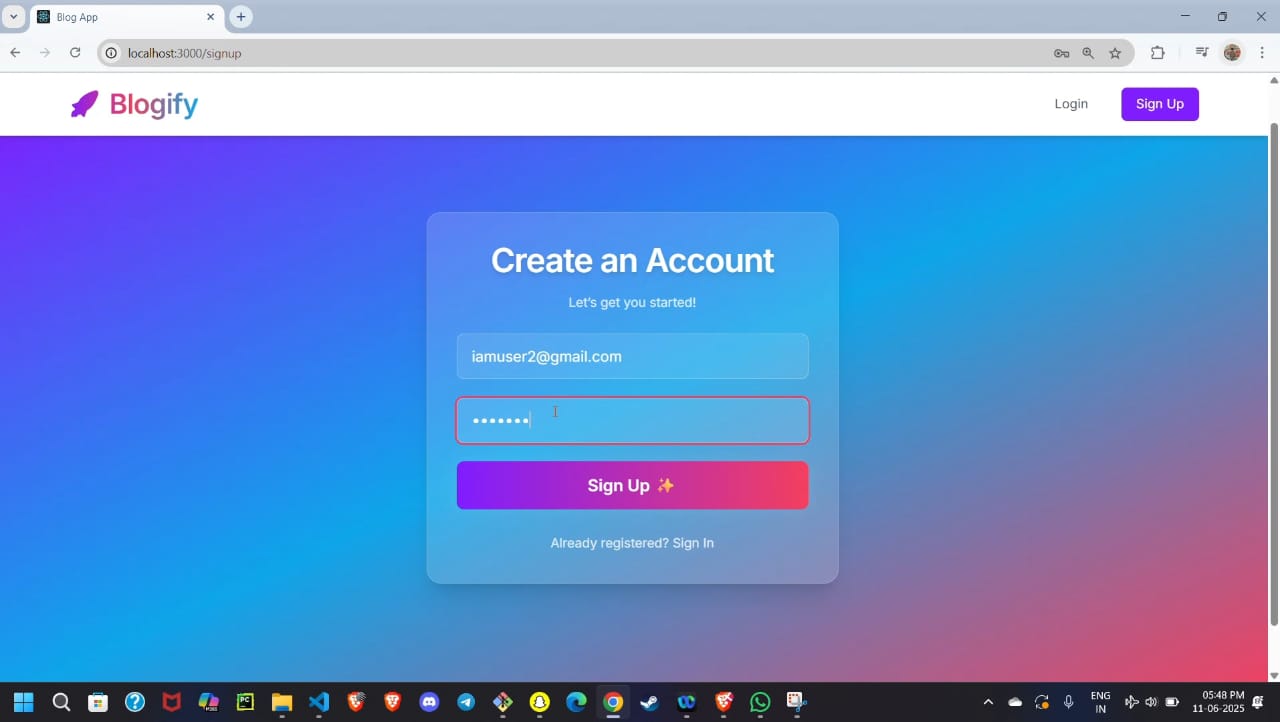 Blog App
localhost:3000/signup
Blogify
Login
Sign Up
Create an Account
Let's get you started!
iamuser2@gmail.com
•••••••
Sign Up ✨
Already registered? Sign In
ENG
IN
05:48 PM
11-06-2025